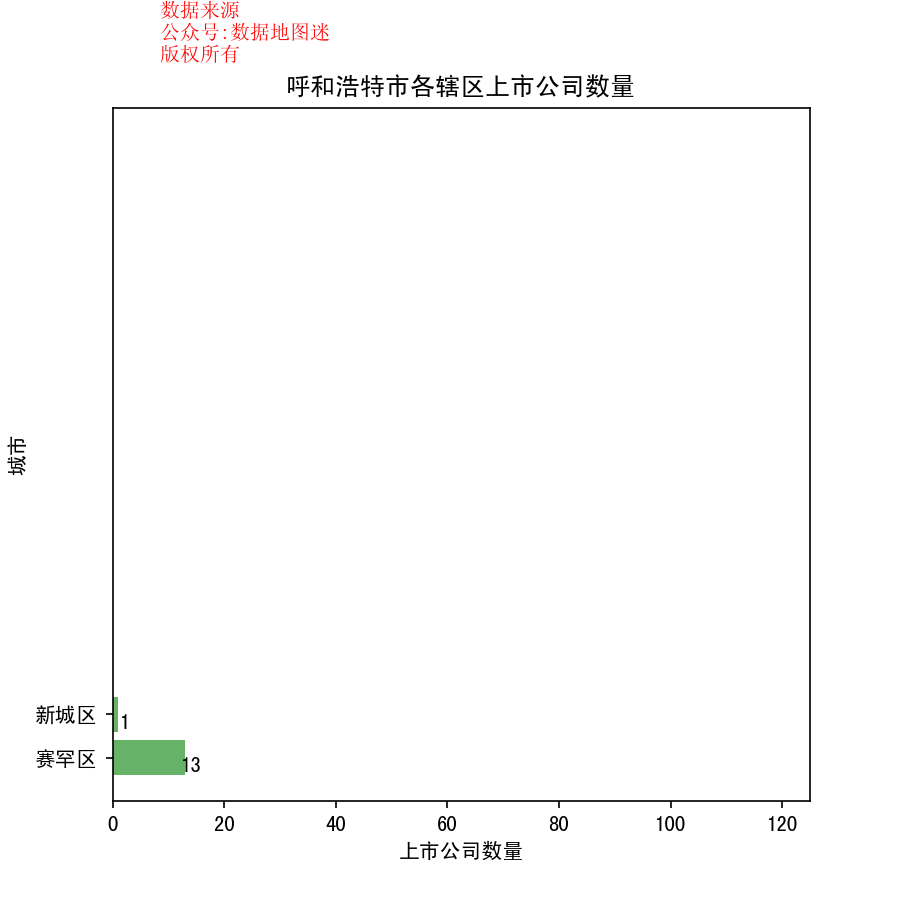 数据来源
公众号:数据地图迷
版权所有
呼和浩特市各辖区上市公司数量
城市
新城区
1
赛罕区
13
0 20 40 60 80 100 120
上市公司数量